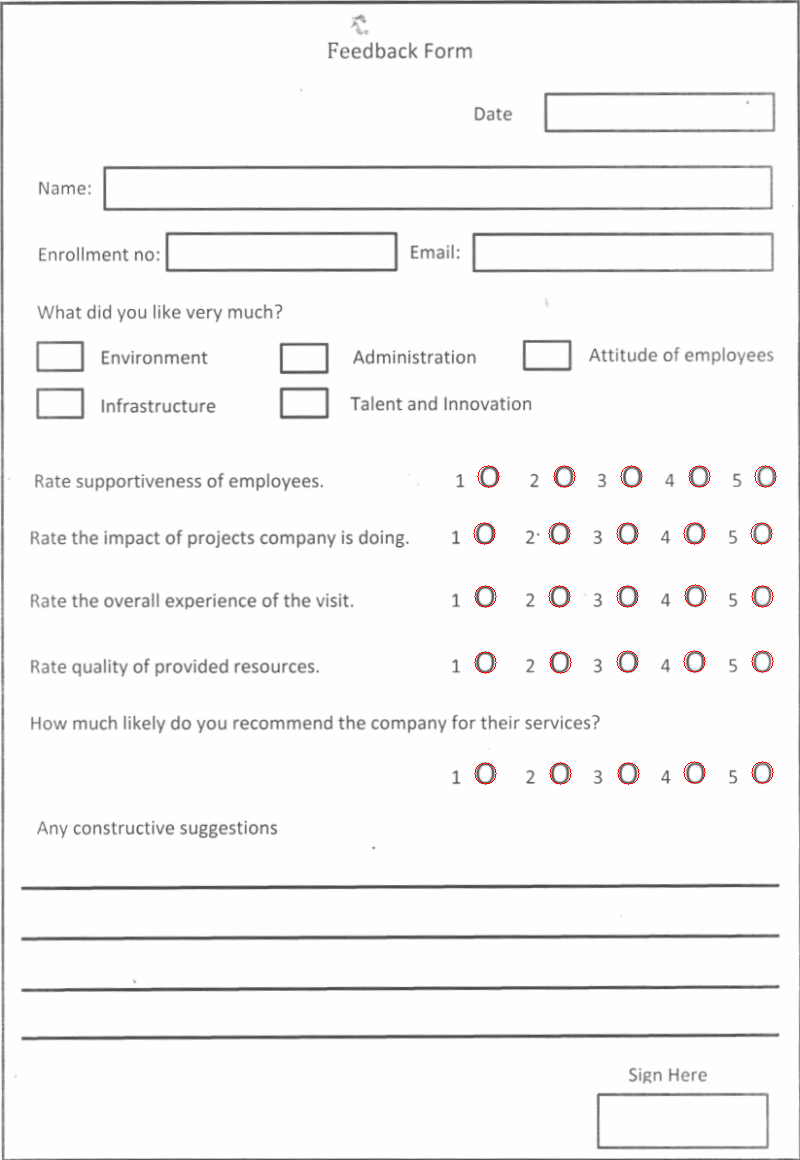 Feedback Form
Date
Name:
Enrollment no: Email:
What did you like very much?
Environment Administration Attitude of employees
Infrastructure Talent and Innovation
Rate supportiveness of employees. 1 O 2 O 3 O 4 O 5 O
Rate the impact of projects company is doing. 1 O 2 O 3 O 4 O 5 O
Rate the overall experience of the visit. 1 O 2 O 3 O 4 O 5 O
Rate quality of provided resources. 1 O 2 O 3 O 4 O 5 O
How much likely do you recommend the company for their services?
1 O 2 O 3 O 4 O 5 O
Any constructive suggestions
Sign Here